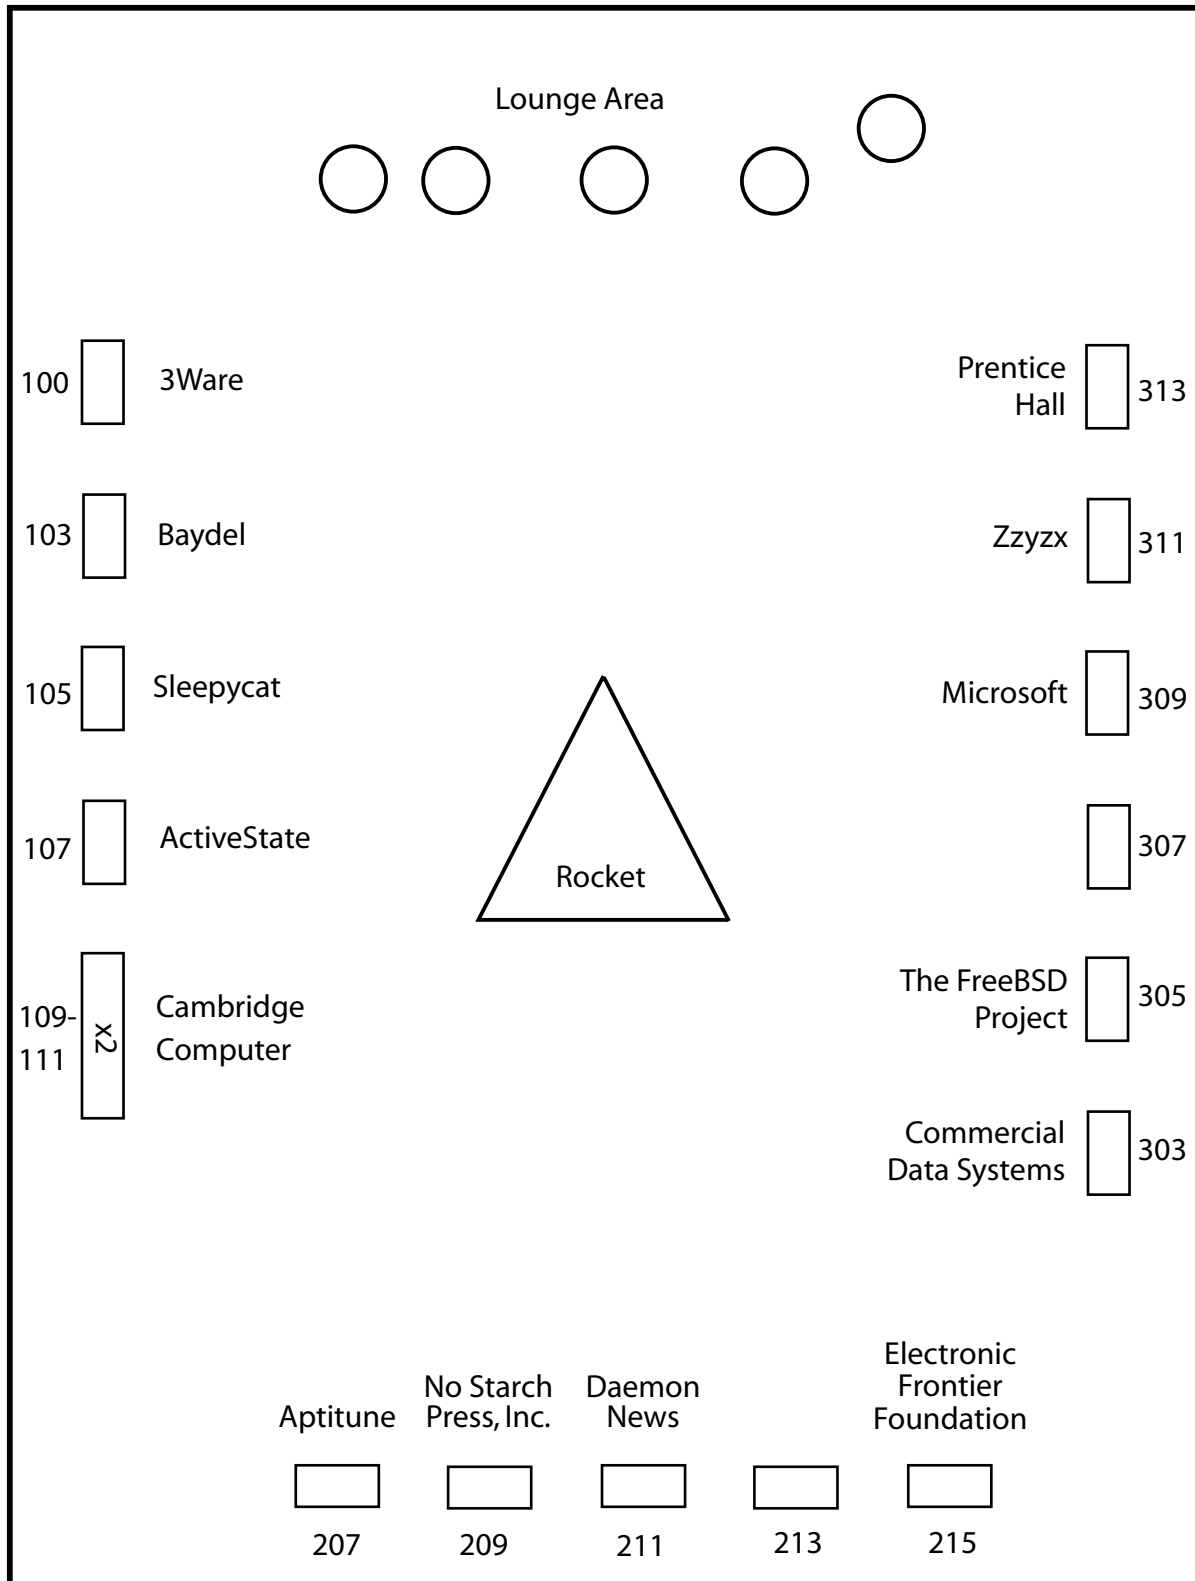 Lounge Area
100
3Ware
Prentice
Hall
313
103
Baydel
Zzyzx
311
105
Sleepycat
Microsoft
309
107
ActiveState
Rocket
307
109-
111
x2
Cambridge
Computer
The FreeBSD
Project
305
Commercial
Data Systems
303
Aptitune
No Starch
Press, Inc.
Daemon
News
Electronic
Frontier
Foundation
207
209
211
213
215